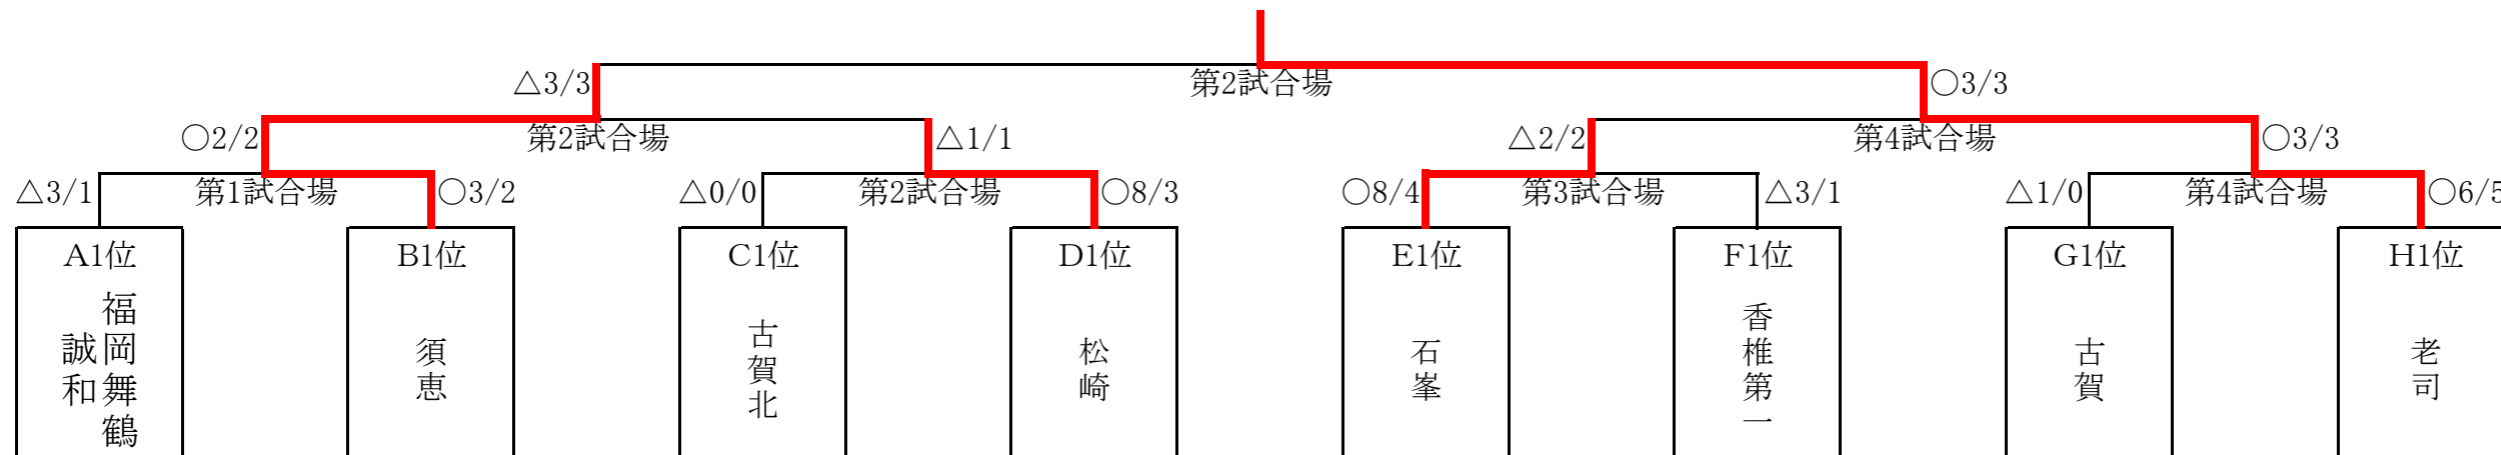 △3/3
第2試合場
○3/3
○2/2
第2試合場
△1/1
△2/2
第4試合場
○3/3
△3/1
第1試合場
○3/2
△0/0
第2試合場
○8/3
○8/4
第3試合場
△3/1
△1/0
第4試合場
○6/5
A1位
B1位
C1位
D1位
E1位
F1位
G1位
H1位
福岡舞鶴
誠和
須恵
古賀北
松崎
石峯
香椎第一
古賀
老司